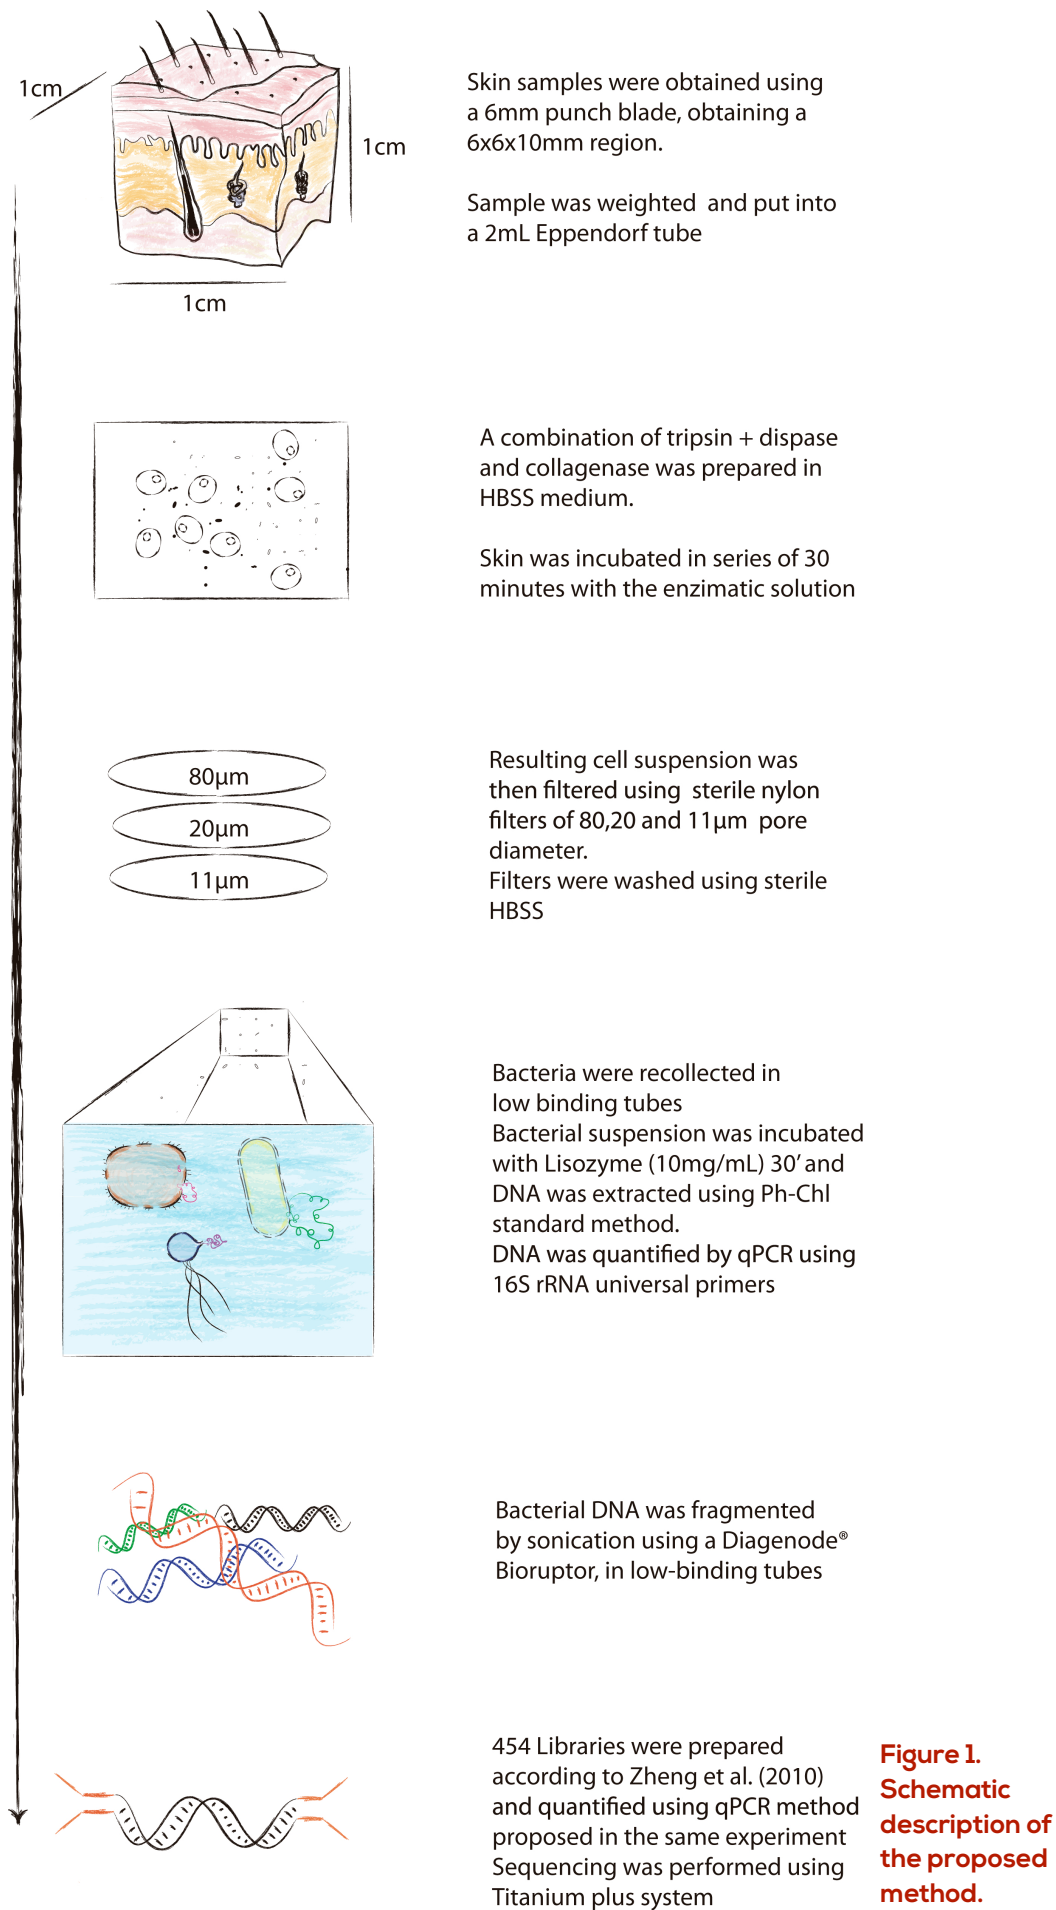 1cm
1cm
1cm
Skin samples were obtained using
a 6mm punch blade, obtaining a
6x6x10mm region.
Sample was weighted  and put into
a 2mL Eppendorf tube
A combination of tripsin + dispase
and collagenase was prepared in
HBSS medium.
Skin was incubated in series of 30
minutes with the enzimatic solution
80µm
20µm
11µm
Resulting cell suspension was
then filtered using  sterile nylon
filters of 80,20 and 11µm  pore
diameter.
Filters were washed using sterile
HBSS
Bacteria were recollected in
low binding tubes
Bacterial suspension was incubated
with Lisozyme (10mg/mL) 30’ and
DNA was extracted using Ph-Chl
standard method.
DNA was quantified by qPCR using
16S rRNA universal primers
Bacterial DNA was fragmented
by sonication using a Diagenode®
Bioruptor, in low-binding tubes
454 Libraries were prepared
according to Zheng et al. (2010)
and quantified using qPCR method
proposed in the same experiment
Sequencing was performed using
Titanium plus system
Figure 1.
Schematic
description of
the proposed
method.